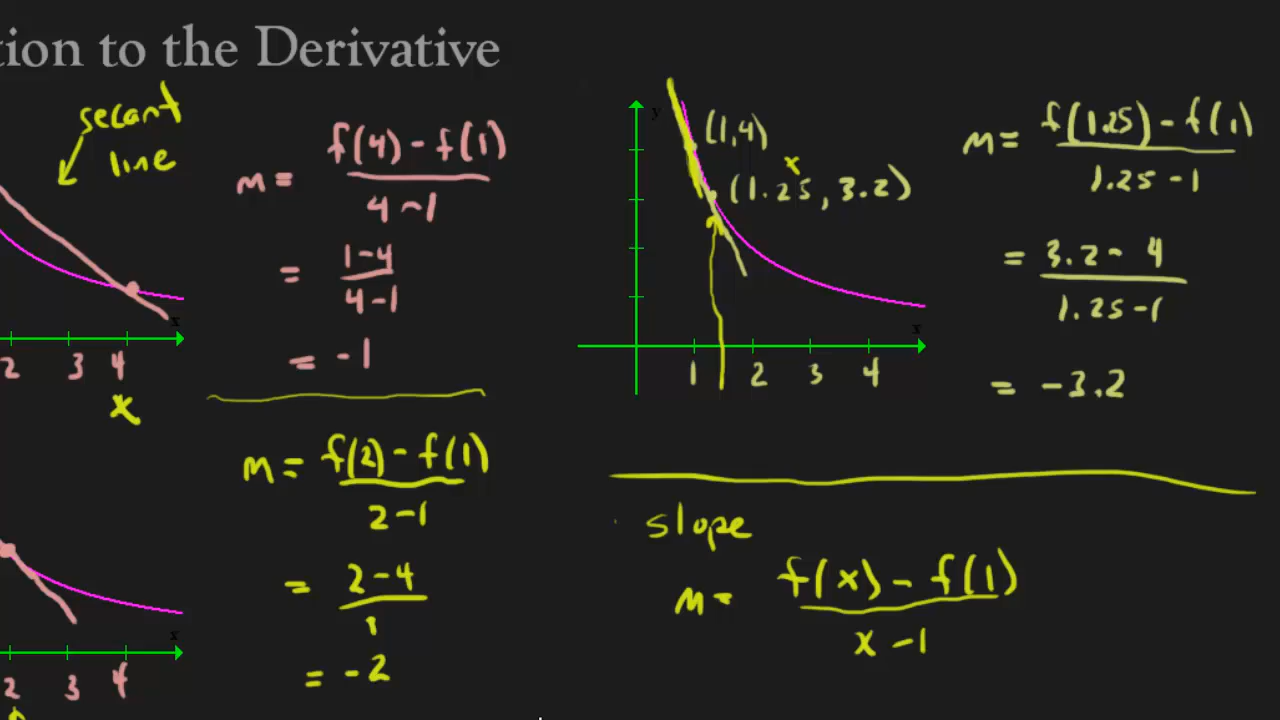 tion to the Derivative
secant
line
m = f(4) - f(1)
4 - 1
= 1 - 4
4 - 1
= -1
x
2 3 4
x
m = f(2) - f(1)
2 - 1
= 2 - 4
1
= -2
x
2 3 4
y
(1,4)
x
(1.25, 3.2)
x
1 2 3 4
m = f(1.25) - f(1)
1.25 - 1
= 3.2 - 4
1.25 - 1
= -3.2
slope
m = f(x) - f(1)
x - 1